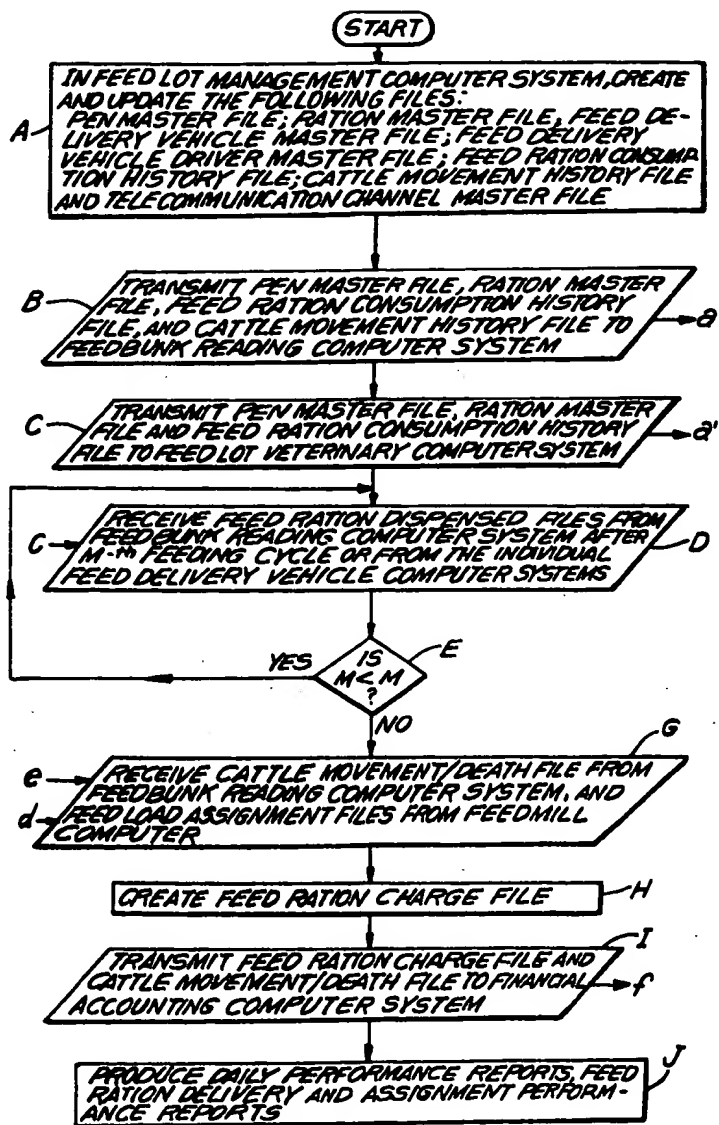 START
A
IN FEED LOT MANAGEMENT COMPUTER SYSTEM, CREATE
AND UPDATE THE FOLLOWING FILES:
PEN MASTER FILE; RATION MASTER FILE, FEED DE-
LIVERY VEHICLE MASTER FILE; FEED DELIVERY
VEHICLE DRIVER MASTER FILE; FEED RATION CONSUMP
TION HISTORY FILE; CATTLE MOVEMENT HISTORY FILE
AND TELECOMMUNICATION CHANNEL MASTER FILE
B
TRANSMIT PEN MASTER FILE, RATION MASTER
FILE, FEED RATION CONSUMPTION HISTORY
FILE, AND CATTLE MOVEMENT HISTORY FILE TO
FEEDBUNK READING COMPUTER SYSTEM
a
C
TRANSMIT PEN MASTER FILE, RATION MASTER
FILE AND FEED RATION CONSUMPTION HISTORY
FILE TO FEED LOT VETERINARY COMPUTER SYSTEM
a'
C
RECEIVE FEED RATION DISPENSED FILES FROM
FEEDBUNK READING COMPUTER SYSTEM AFTER
M-th FEEDING CYCLE OR FROM THE INDIVIDUAL
FEED DELIVERY VEHICLE COMPUTER SYSTEMS
D
E
IS
M < M
?
YES
NO
G
e
d
RECEIVE CATTLE MOVEMENT/DEATH FILE FROM
FEEDBUNK READING COMPUTER SYSTEM, AND
FEED LOAD ASSIGNMENT FILES FROM FEEDMILL
COMPUTER
CREATE FEED RATION CHARGE FILE
H
I
TRANSMIT FEED RATION CHARGE FILE AND
CATTLE MOVEMENT/DEATH FILE TO FINANCIAL
ACCOUNTING COMPUTER SYSTEM
f
J
PRODUCE DAILY PERFORMANCE REPORTS, FEED
RATION DELIVERY AND ASSIGNMENT PERFORM-
ANCE REPORTS